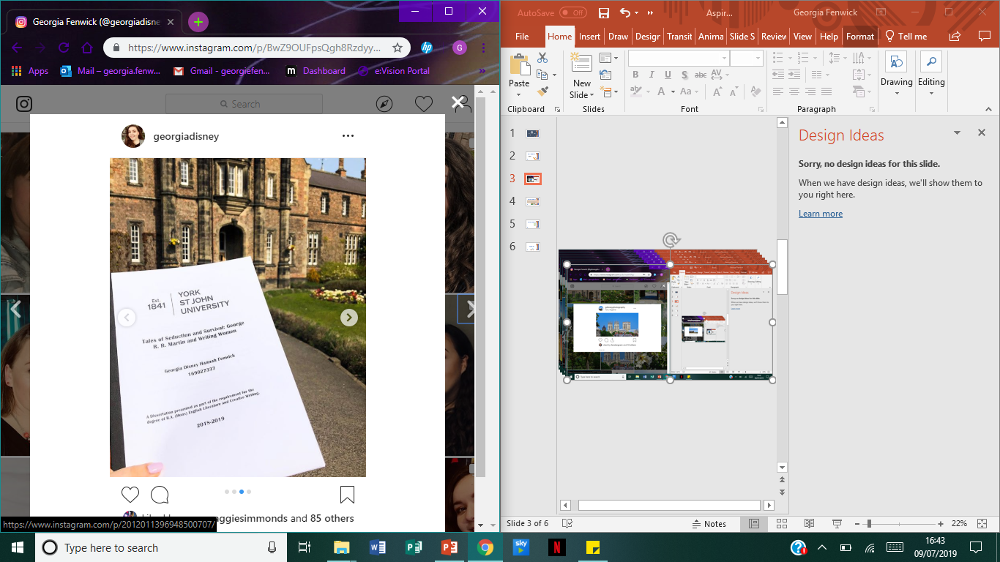 Georgia Fenwick (@georgiadisne
https://www.instagram.com/p/BwZ9OUFpsQgh8Rzdyy...
G
Apps
Mail – georgia.fenw...
Gmail - georgiefen...
Dashboard
e:Vision Portal
Search
georgiadisney
Est.
1841
YORK
ST JOHN
UNIVERSITY
Tales of Seduction and Survival: George
R. R. Martin and Writing Women
Georgia Disney Hannah Fenwick
169027337
A Dissertation presented as part of the requirement for the
degree of B.A. (Hons) English Literature and Creative Writing.
2018-2019
aggiesimmonds and 85 others
https://www.instagram.com/p/2012011396948500707/
AutoSave Off
Aspir...
Georgia Fenwick
File Home Insert Draw Design Transit Anima Slide S Review View Help Format Tell me
Paste
New
Slide
B I U S abc AV
A Aa A A
Drawing
Editing
Clipboard Slides Font Paragraph
1
2
3
4
5
6
Design Ideas
Sorry, no design ideas for this slide.
When we have design ideas, we'll show them to
you right here.
Learn more
Slide 3 of 6
Notes
22%
Type here to search
sky
N
16:43
09/07/2019